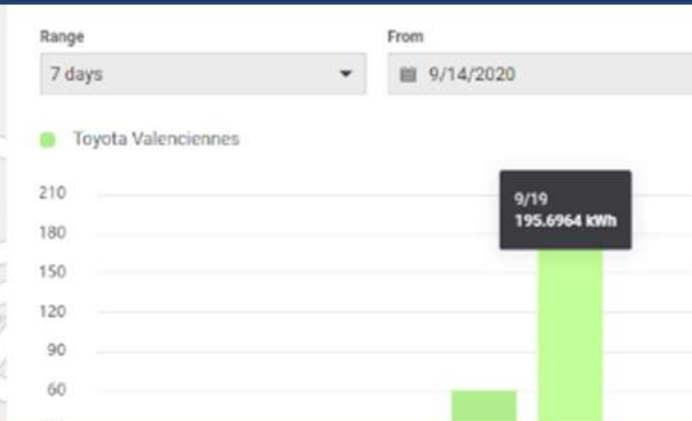 Range
From
7 days
9/14/2020
Toyota Valenciennes
210
9/19
195.6964 kWh
180
150
120
90
60